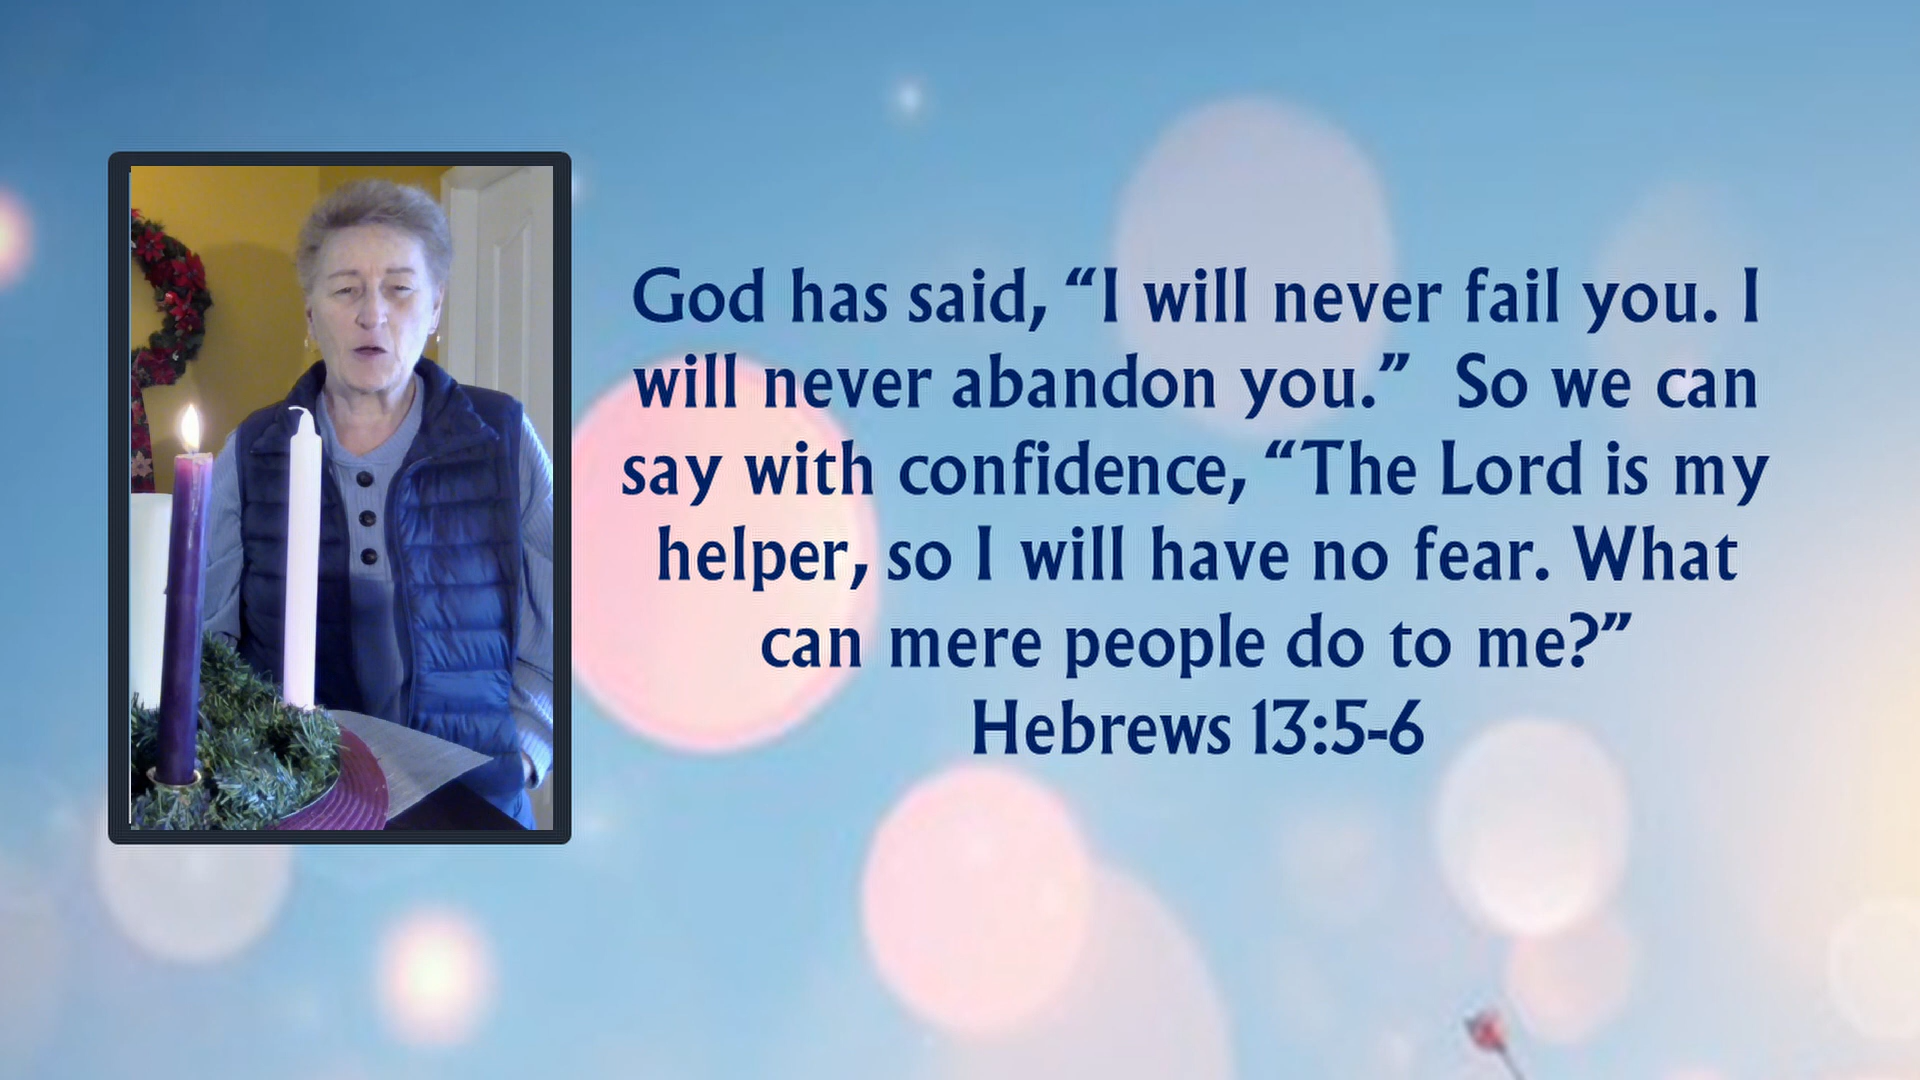 God has said, “I will never fail you. I
will never abandon you.”  So we can
say with confidence, “The Lord is my
helper, so I will have no fear. What
can mere people do to me?”
Hebrews 13:5-6